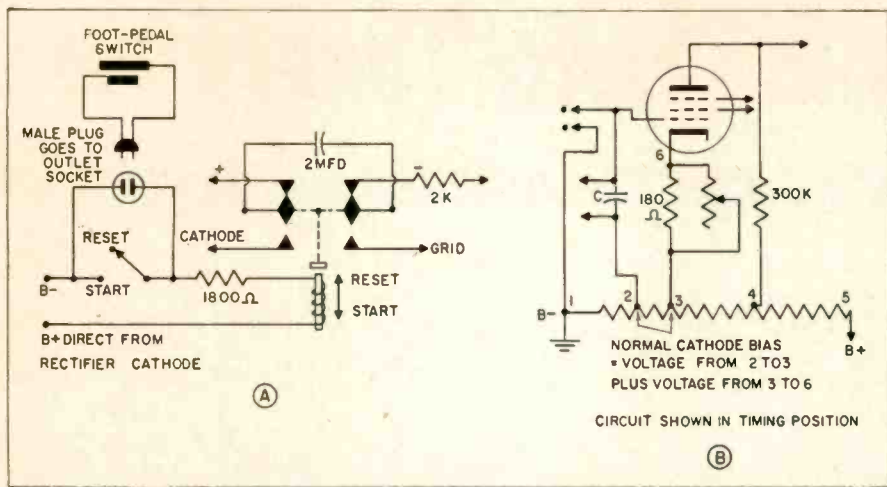 FOOT-PEDAL
SWITCH
MALE PLUG
GOES TO
OUTLET
SOCKET
RESET
B-
START
1800Ω
B+ DIRECT FROM
RECTIFIER CATHODE
2MFD
+
-
2K
CATHODE
GRID
RESET
START
A
6
C
180
Ω
300K
B-
1
2
3
4
5
B+
NORMAL CATHODE BIAS
= VOLTAGE FROM 2 TO 3
PLUS VOLTAGE FROM 3 TO 6
CIRCUIT SHOWN IN TIMING POSITION
B